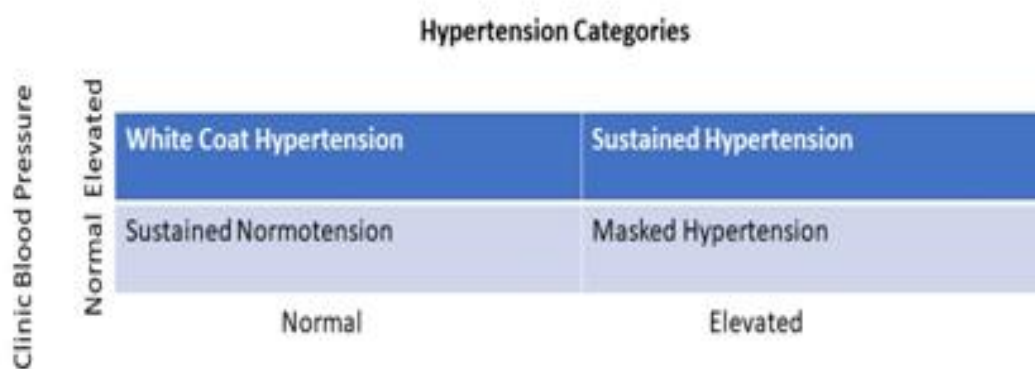 Hypertension Categories
Clinic Blood Pressure
Elevated
White Coat Hypertension
Sustained Hypertension
Normal
Sustained Normotension
Masked Hypertension
Normal
Elevated